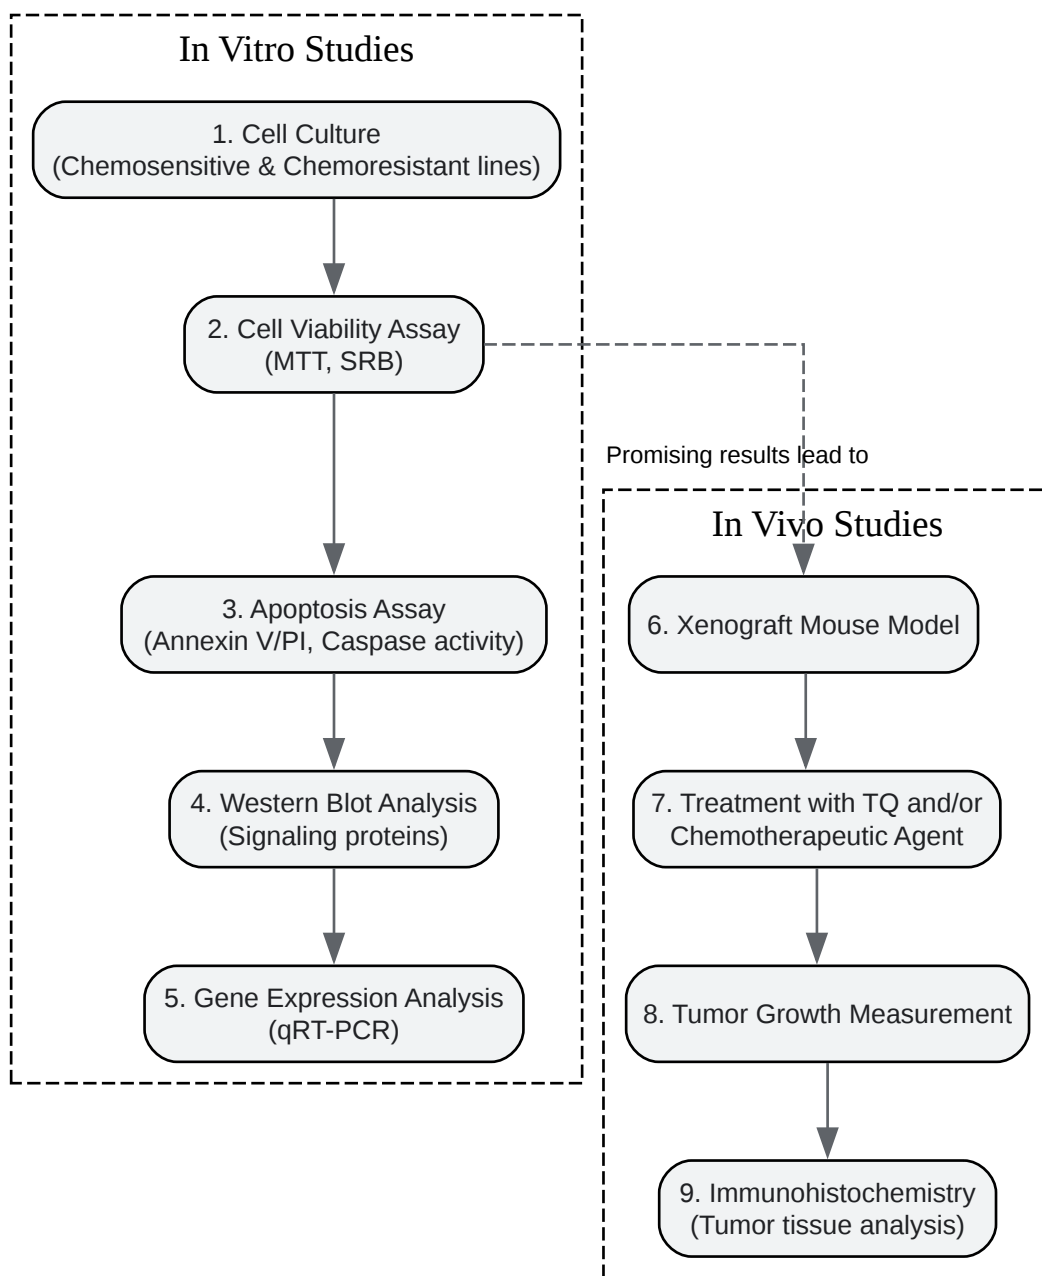 In Vitro Studies
1. Cell Culture
(Chemosensitive & Chemoresistant lines)
2. Cell Viability Assay
(MTT, SRB)
3. Apoptosis Assay
(Annexin V/PI, Caspase activity)
4. Western Blot Analysis
(Signaling proteins)
5. Gene Expression Analysis
(qRT-PCR)
Promising results lead to
In Vivo Studies
6. Xenograft Mouse Model
7. Treatment with TQ and/or
Chemotherapeutic Agent
8. Tumor Growth Measurement
9. Immunohistochemistry
(Tumor tissue analysis)